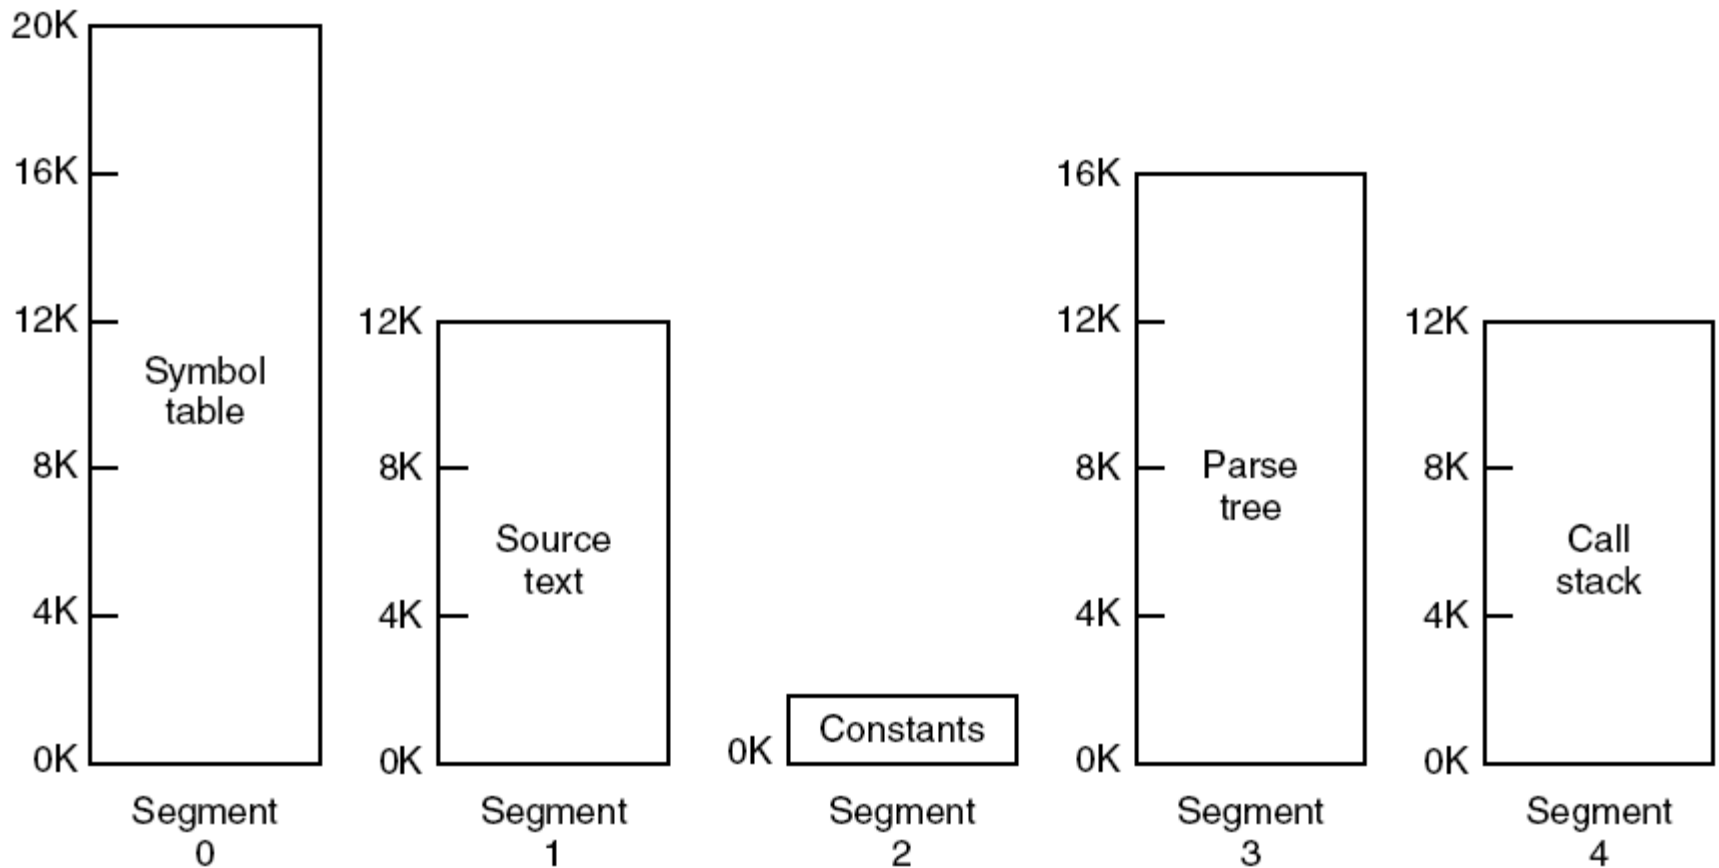 20K
16K
12K
8K
4K
0K
Symbol
table
Segment
0
12K
8K
4K
0K
Source
text
Segment
1
0K
Constants
Segment
2
16K
12K
8K
4K
0K
Parse
tree
Segment
3
12K
8K
4K
0K
Call
stack
Segment
4